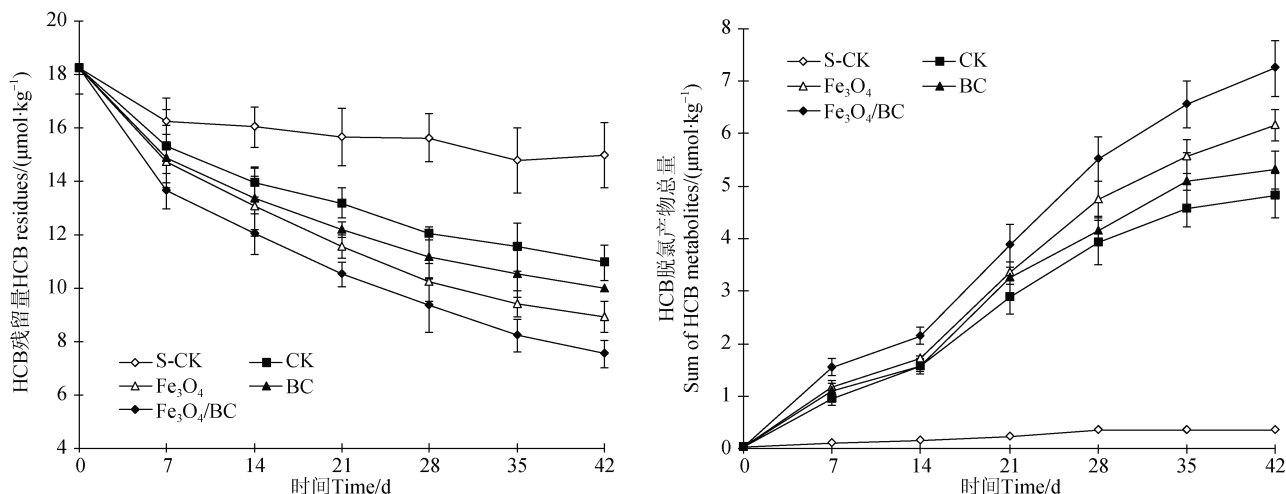 HCB残留量HCB residues/(μmol·kg⁻¹)
20
18
16
14
12
10
8
6
4
S-CK
CK
Fe₃O₄
BC
Fe₃O₄/BC
0
7
14
21
28
35
42
时间Time/d
HCB脱氯产物总量
Sum of HCB metabolites/(μmol·kg⁻¹)
8
7
6
5
4
3
2
1
0
S-CK
CK
Fe₃O₄
BC
Fe₃O₄/BC
0
7
14
21
28
35
42
时间Time/d